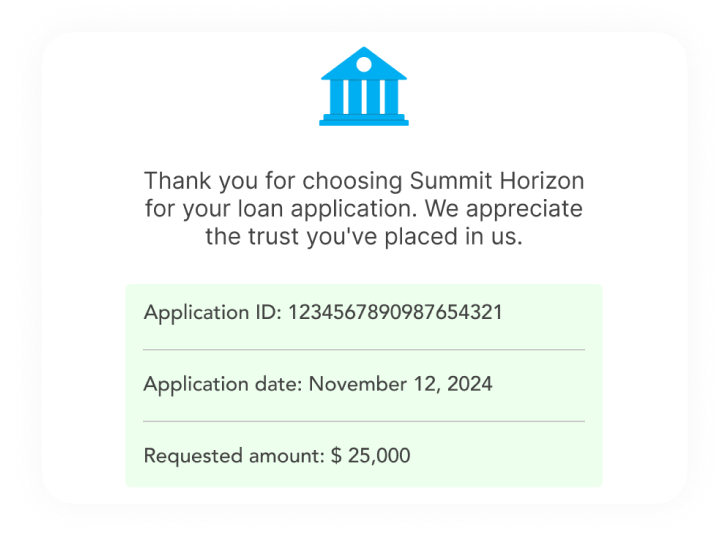 Thank you for choosing Summit Horizon
for your loan application. We appreciate
the trust you've placed in us.
Application ID: 1234567890987654321
Application date: November 12, 2024
Requested amount: $ 25,000